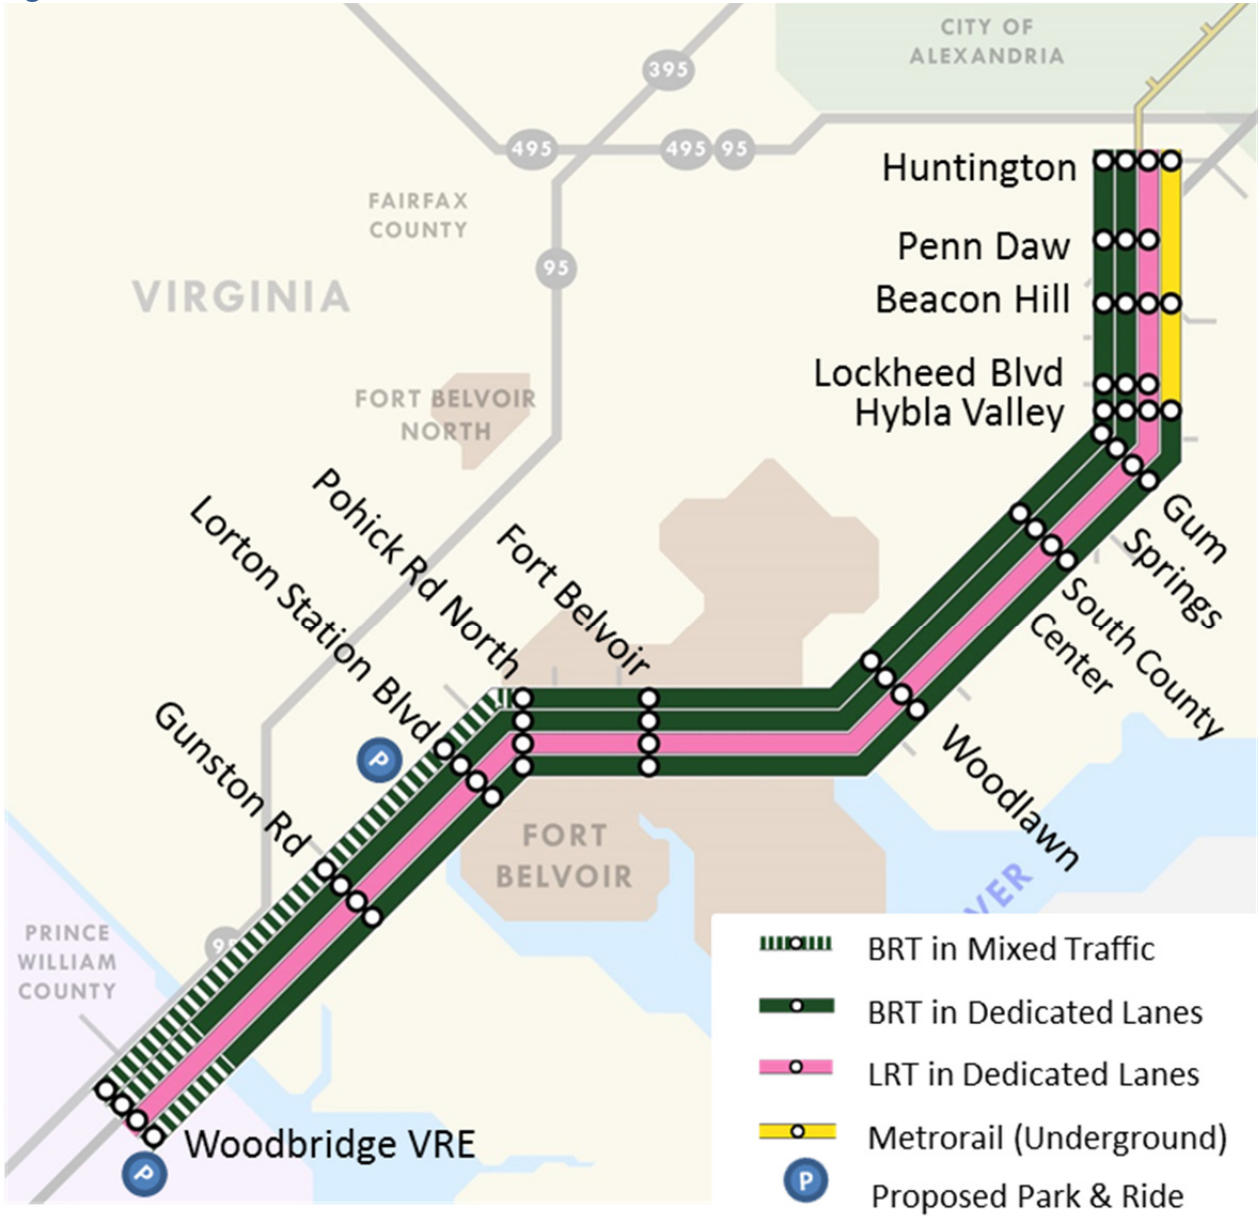 CITY OF
ALEXANDRIA
395
495
495
95
Huntington
FAIRFAX
COUNTY
Penn Daw
95
VIRGINIA
Beacon Hill
Lockheed Blvd
Hybla Valley
FORT BELVOIR
NORTH
Pohick Rd North
Lorton Station Blvd
Fort Belvoir
Gum
Springs
South County
Center
Gunston Rd
Woodlawn
P
FORT
BELVOIR
PRINCE
WILLIAM
COUNTY
BRT in Mixed Traffic
BRT in Dedicated Lanes
LRT in Dedicated Lanes
Metrorail (Underground)
Woodbridge VRE
P
P
Proposed Park & Ride